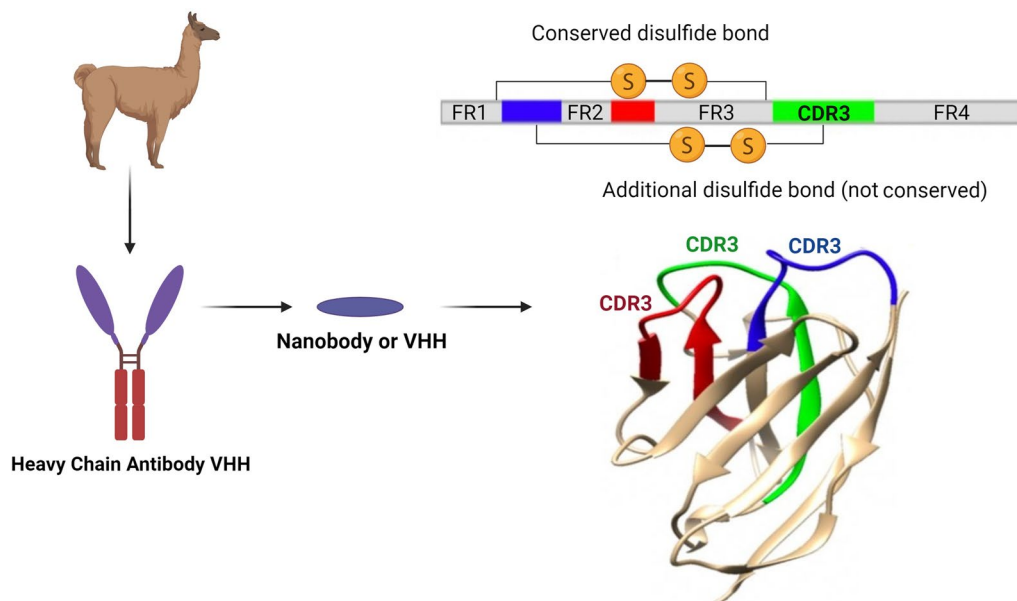 Conserved disulfide bond
S S
FR1 FR2 FR3 CDR3 FR4
S S
Additional disulfide bond (not conserved)
CDR3 CDR3
CDR3
Nanobody or VHH
Heavy Chain Antibody VHH